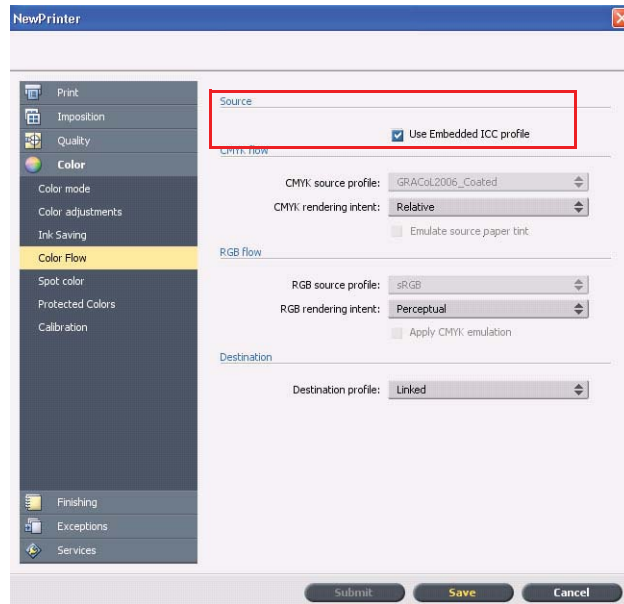 NewPrinter
Print
Imposition
Quality
Color
Color mode
Color adjustments
Ink Saving
Color Flow
Spot color
Protected Colors
Calibration
Finishing
Exceptions
Services
Source
Use Embedded ICC profile
CMYK flow
CMYK source profile: GRACoL2006_Coated
CMYK rendering intent: Relative
Emulate source paper tint
RGB flow
RGB source profile: sRGB
RGB rendering intent: Perceptual
Apply CMYK emulation
Destination
Destination profile: Linked
Submit Save Cancel